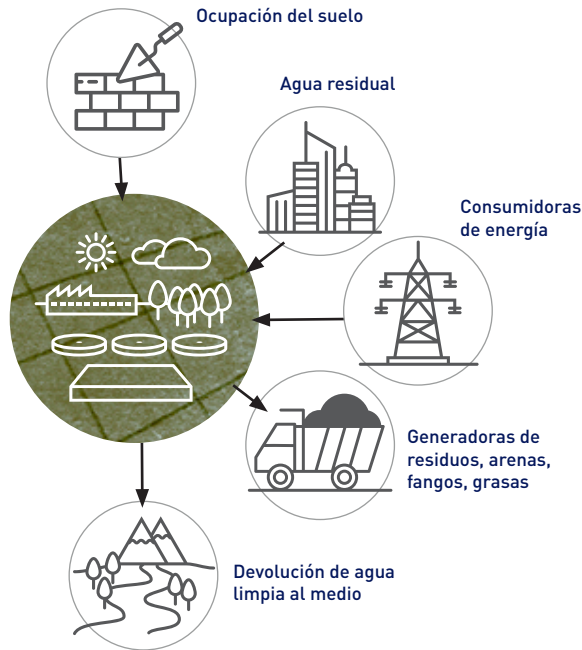 Ocupación del suelo
Agua residual
Consumidoras
de energía
Generadoras de
residuos, arenas,
fangos, grasas
Devolución de agua
limpia al medio